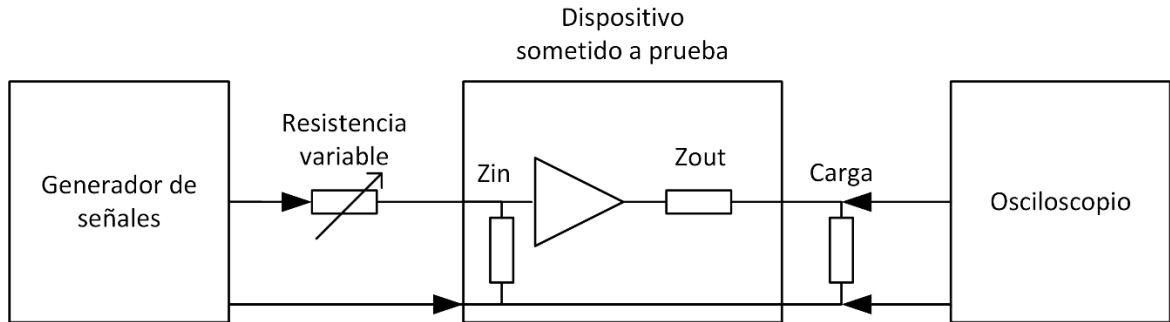 Dispositivo
sometido a prueba
Generador de
señales
Resistencia
variable
Zin
Zout
Carga
Osciloscopio